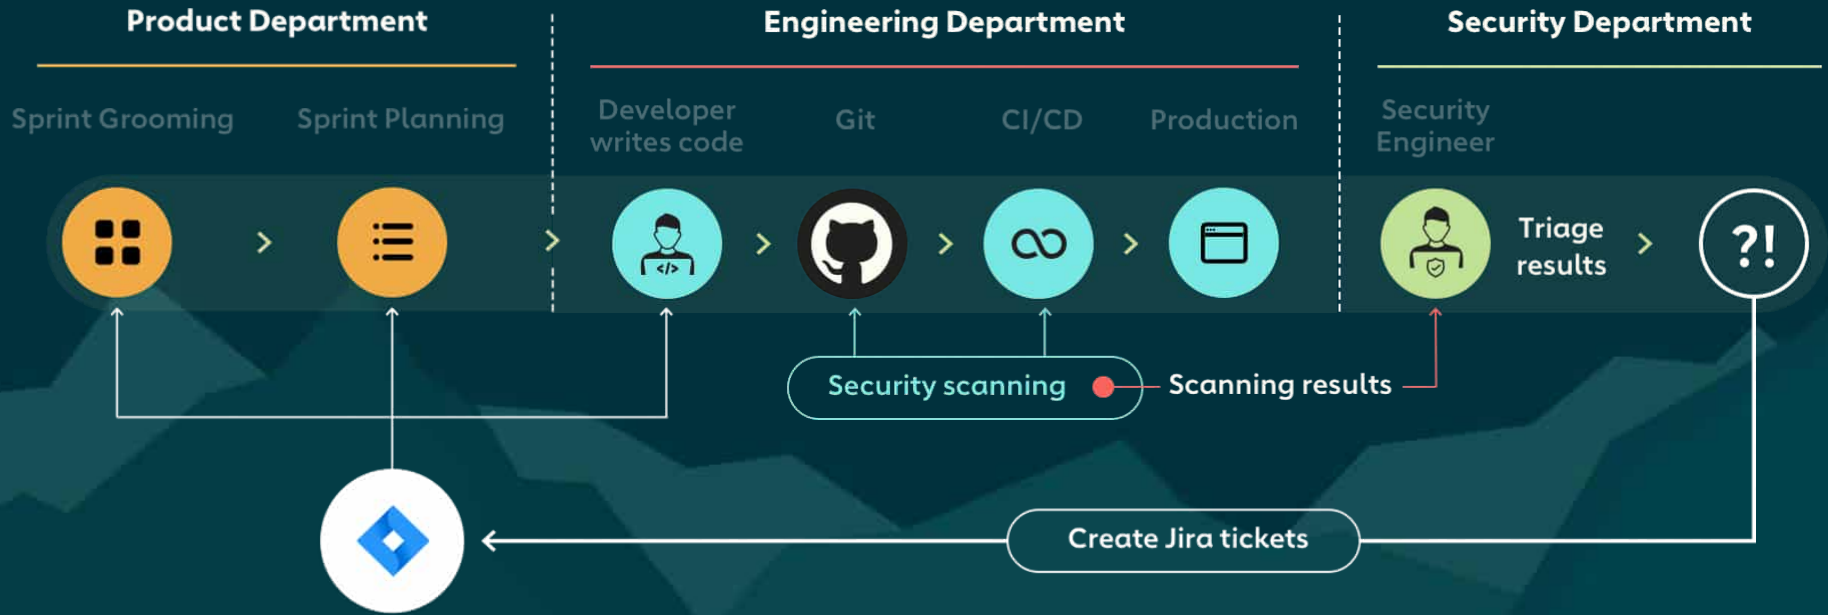 Product Department
Engineering Department
Security Department
Sprint Grooming
Sprint Planning
Developer
writes code
Git
CI/CD
Production
Security
Engineer
</>
Triage
results
?!
Security scanning
Scanning results
Create Jira tickets